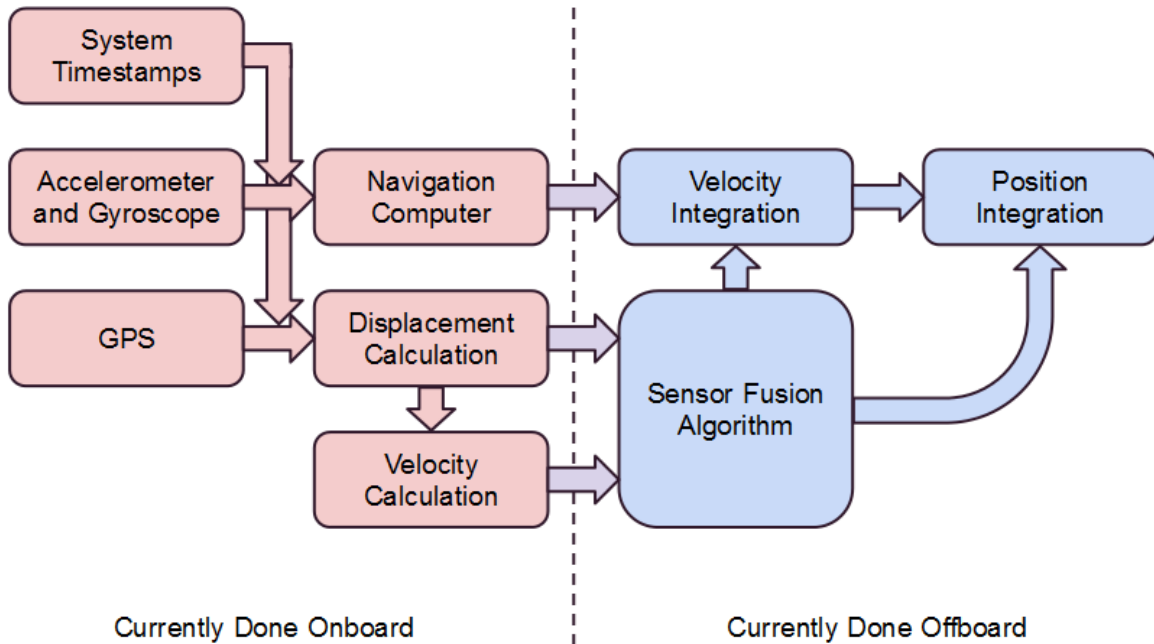 System
Timestamps
Accelerometer
and Gyroscope
Navigation
Computer
Velocity
Integration
Position
Integration
GPS
Displacement
Calculation
Sensor Fusion
Algorithm
Velocity
Calculation
Currently Done Onboard
Currently Done Offboard